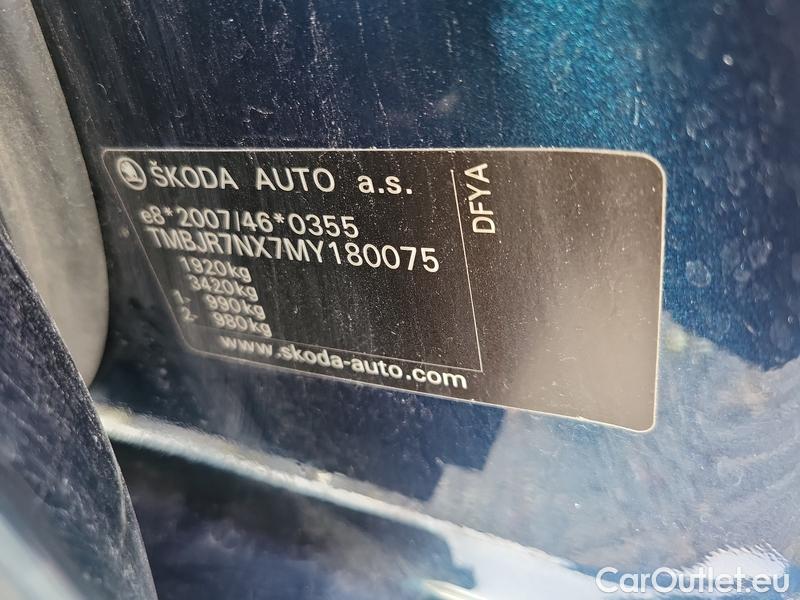 ŠKODA AUTO a.s.
e8*2007/46*0355
TMBJR7NX7MY180075
1920kg
3420kg
1- 990kg
2- 980kg
www.skoda-auto.com
DFYA
CarOutlet.eu